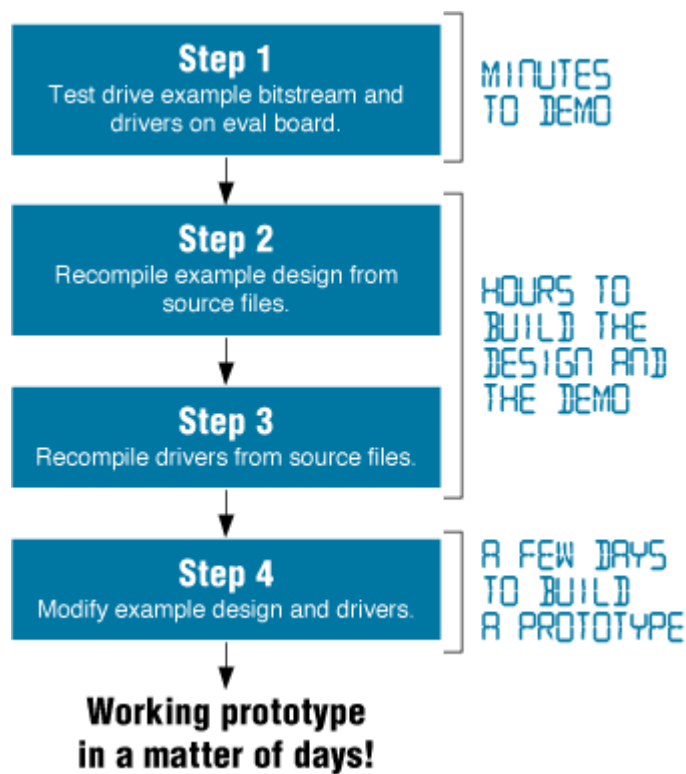 Step 1
Test drive example bitstream and
drivers on eval board.
MINUTES
TO DEMO
Step 2
Recompile example design from
source files.
HOURS TO
BUILD THE
DESIGN AND
THE DEMO
Step 3
Recompile drivers from source files.
Step 4
Modify example design and drivers.
A FEW DAYS
TO BUILD
A PROTOTYPE
Working prototype
in a matter of days!